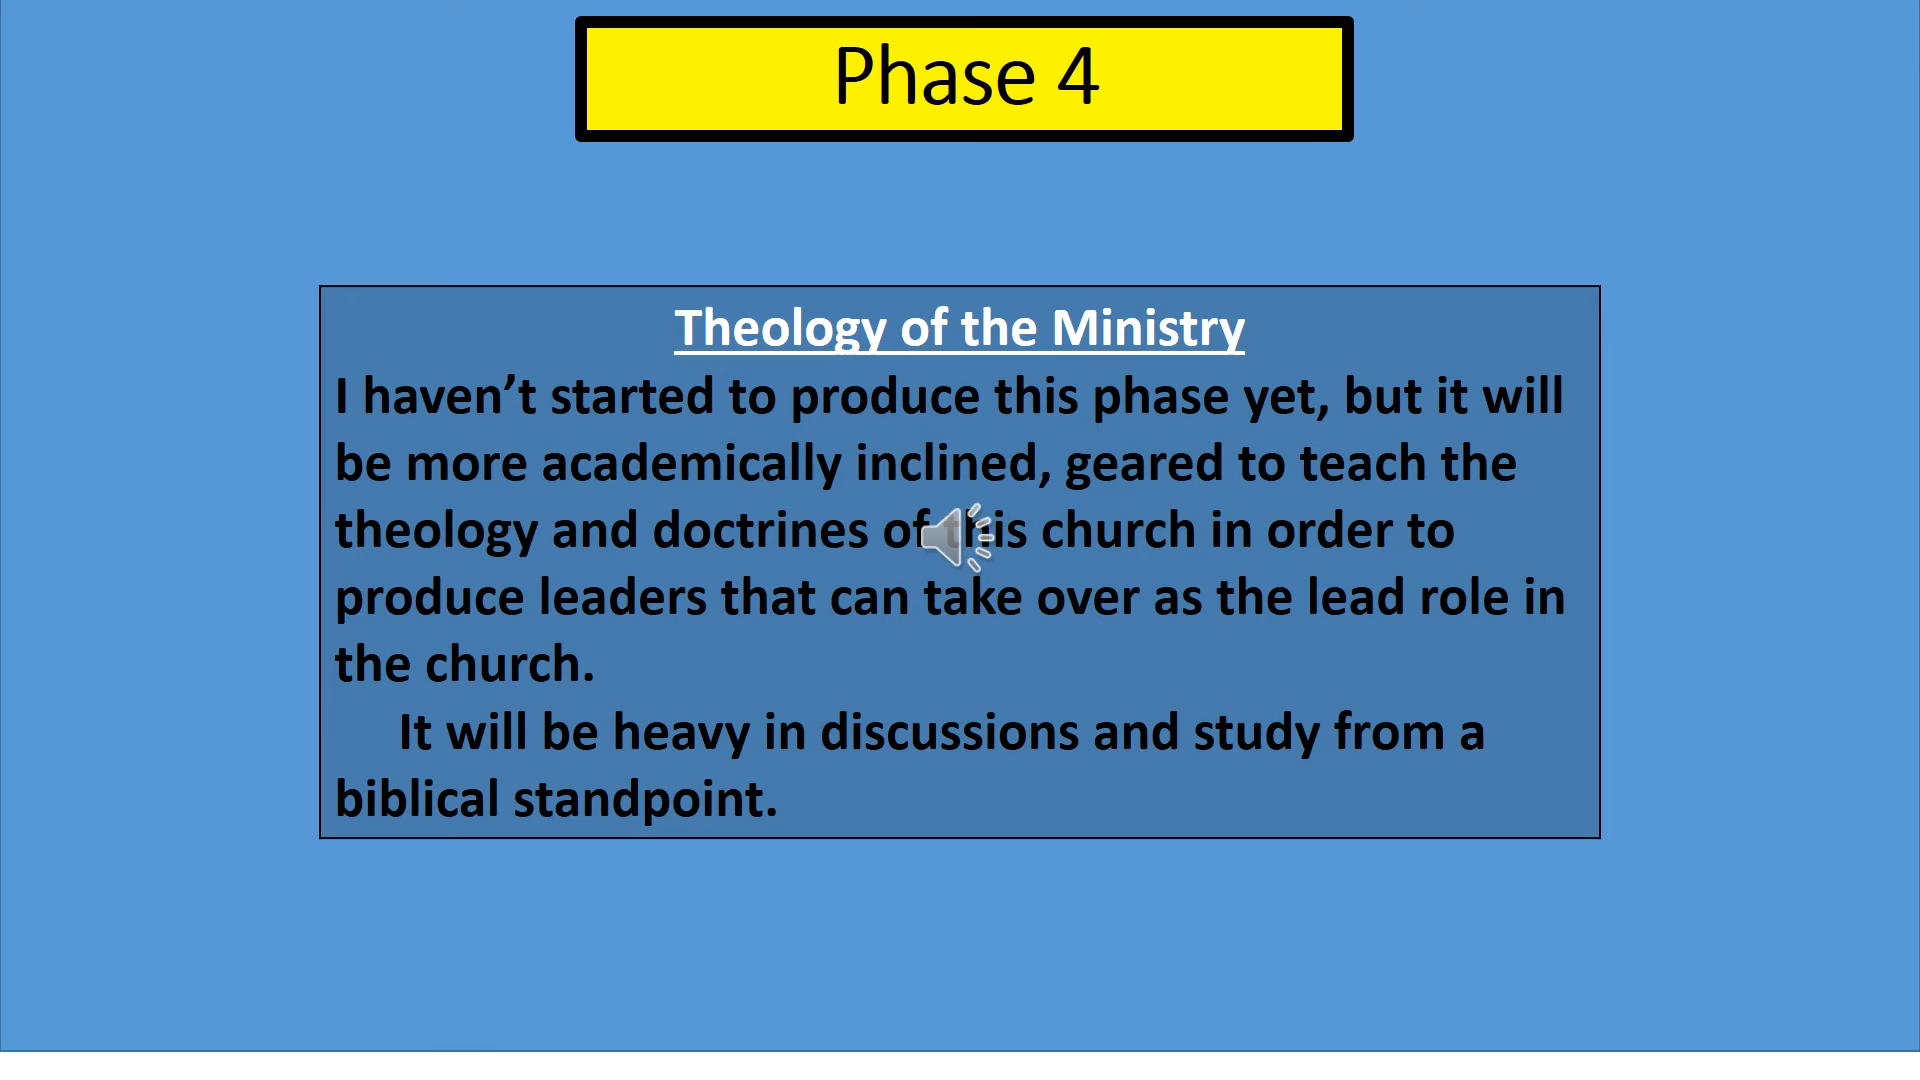 Phase 4
Theology of the Ministry
I haven’t started to produce this phase yet, but it will
be more academically inclined, geared to teach the
theology and doctrines of this church in order to
produce leaders that can take over as the lead role in
the church.
It will be heavy in discussions and study from a
biblical standpoint.